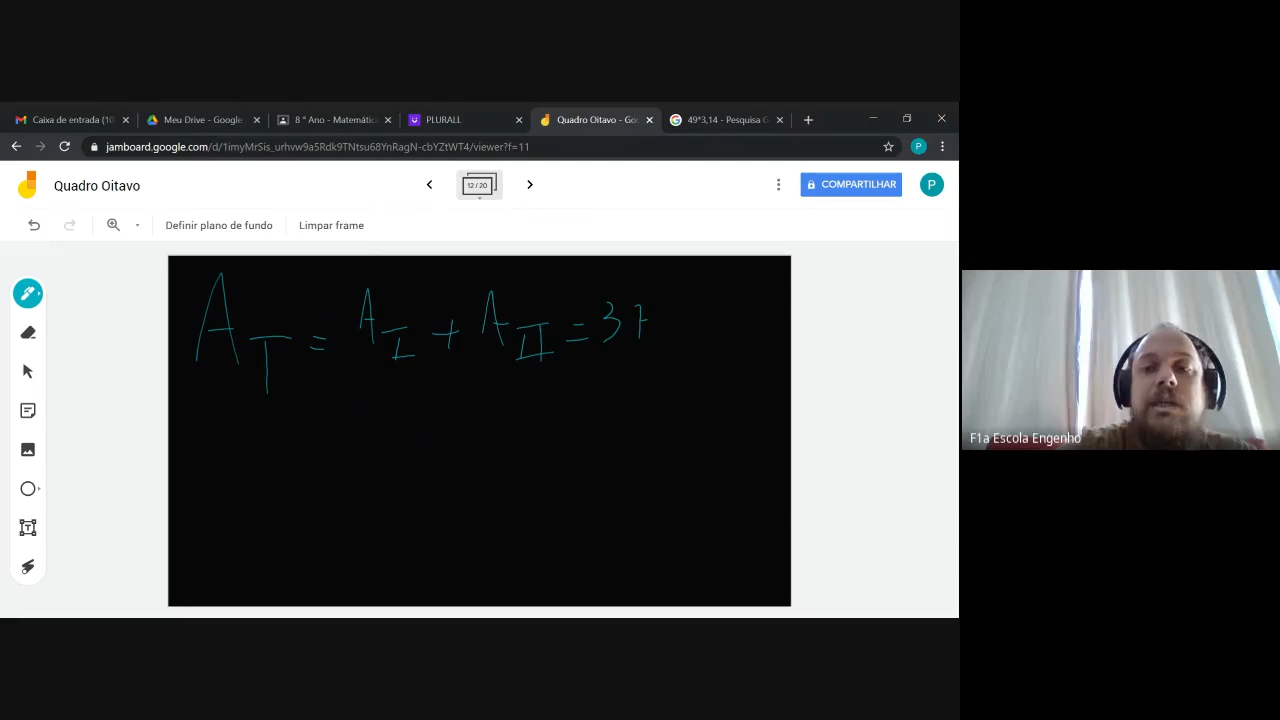 Caixa de entrada (10
Meu Drive - Google
8 ° Ano - Matemátic
PLURALL
Quadro Oitavo - Goo
49*3,14 - Pesquisa G
jamboard.google.com/d/1imyMrSis_urhvw9a5Rdk9TNtsu68YnRagN-cbYZtWT4/viewer?f=11
P
Quadro Oitavo
12 / 20
COMPARTILHAR
P
Definir plano de fundo
Limpar frame
A_T = A_I + A_II = 37
F1a Escola Engenho